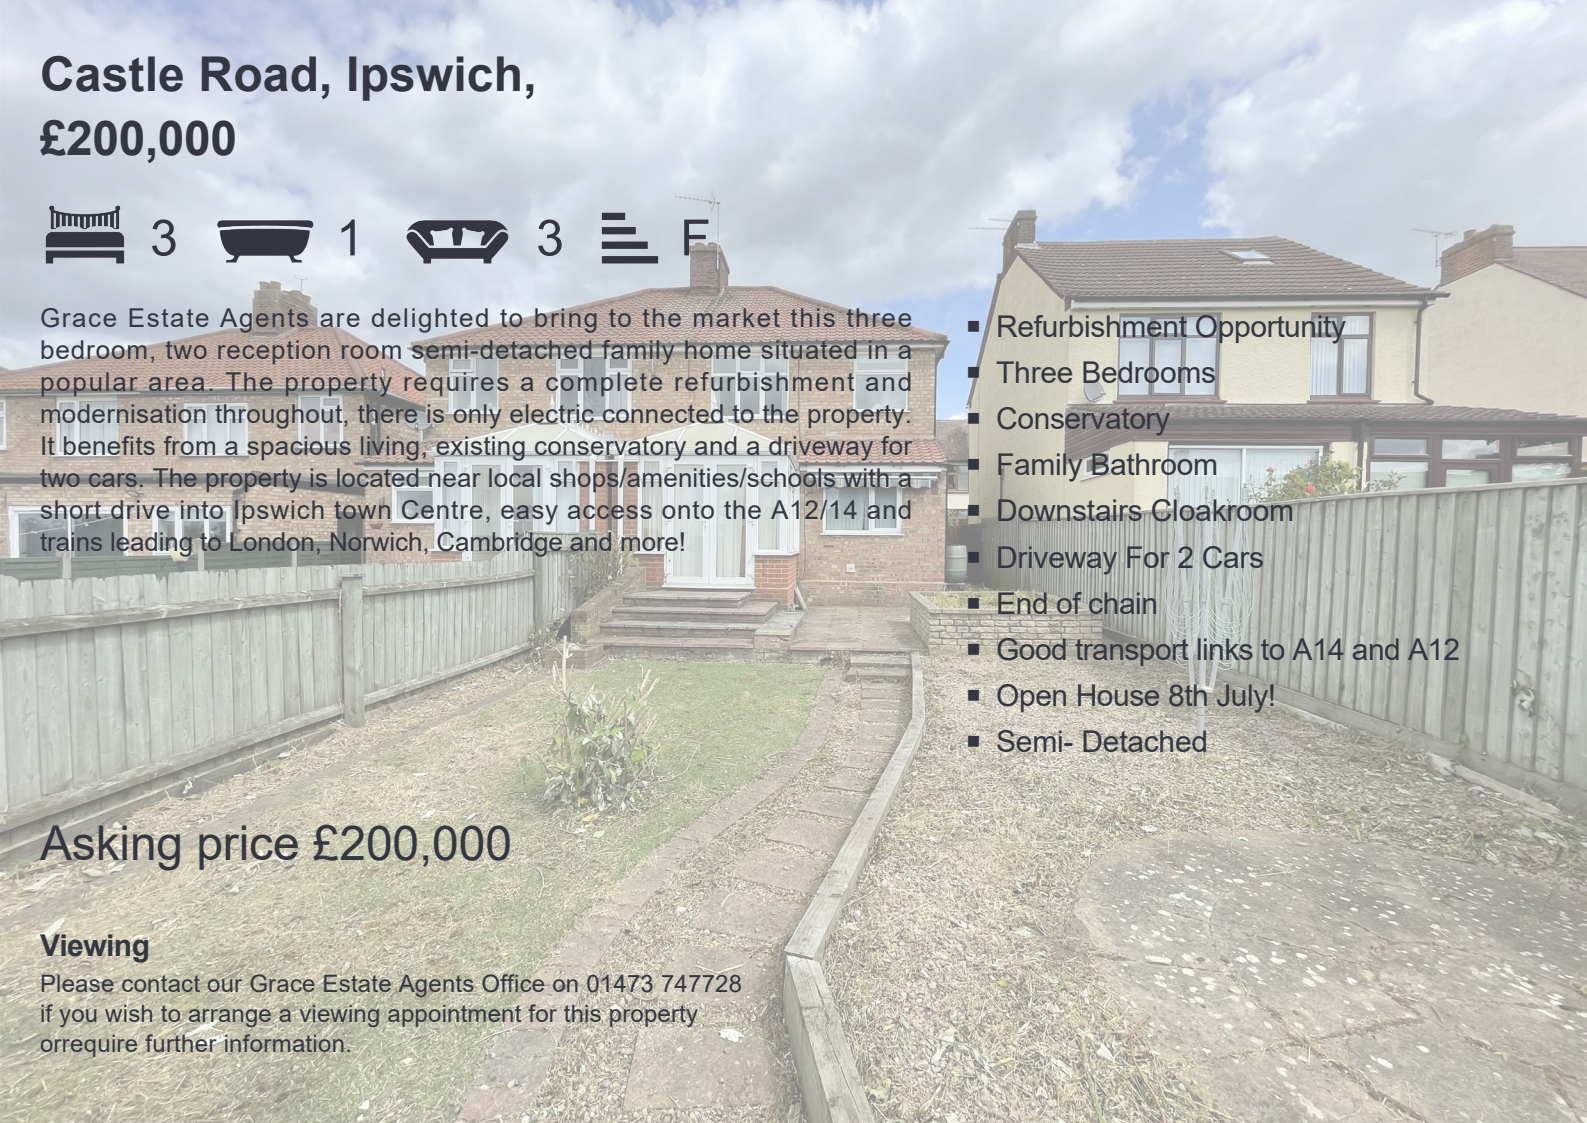 Castle Road, Ipswich,
£200,000
3 1 3 F
Grace Estate Agents are delighted to bring to the market this three
bedroom, two reception room semi-detached family home situated in a
popular area. The property requires a complete refurbishment and
modernisation throughout, there is only electric connected to the property.
It benefits from a spacious living, existing conservatory and a driveway for
two cars. The property is located near local shops/amenities/schools with a
short drive into Ipswich town Centre, easy access onto the A12/14 and
trains leading to London, Norwich, Cambridge and more!
▪ Refurbishment Opportunity
▪ Three Bedrooms
▪ Conservatory
▪ Family Bathroom
▪ Downstairs Cloakroom
▪ Driveway For 2 Cars
▪ End of chain
▪ Good transport links to A14 and A12
▪ Open House 8th July!
▪ Semi- Detached
Asking price £200,000
Viewing
Please contact our Grace Estate Agents Office on 01473 747728
if you wish to arrange a viewing appointment for this property
orrequire further information.